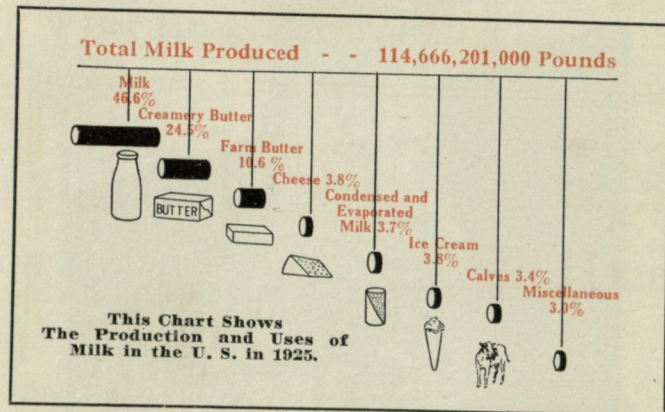 Total Milk Produced - - 114,666,201,000 Pounds
Milk
46.6%
Creamery Butter
24.5%
Farm Butter
10.6 %
Cheese 3.8%
Condensed and
Evaporated
Milk 3.7%
Ice Cream
3.8%
Calves 3.4%
Miscellaneous
3.0%
BUTTER
This Chart Shows
The Production and Uses of
Milk in the U. S. in 1925.